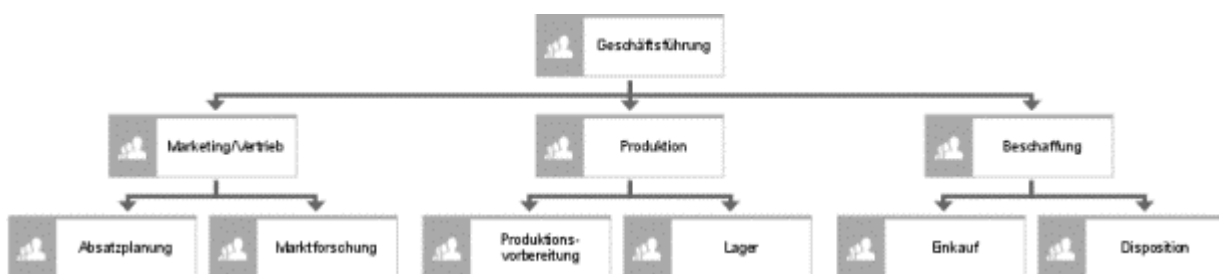 Geschäftsführung
Marketing/Vertrieb
Produktion
Beschaffung
Absatzplanung
Marktforschung
Produktions-
vorbereitung
Lager
Einkauf
Disposition